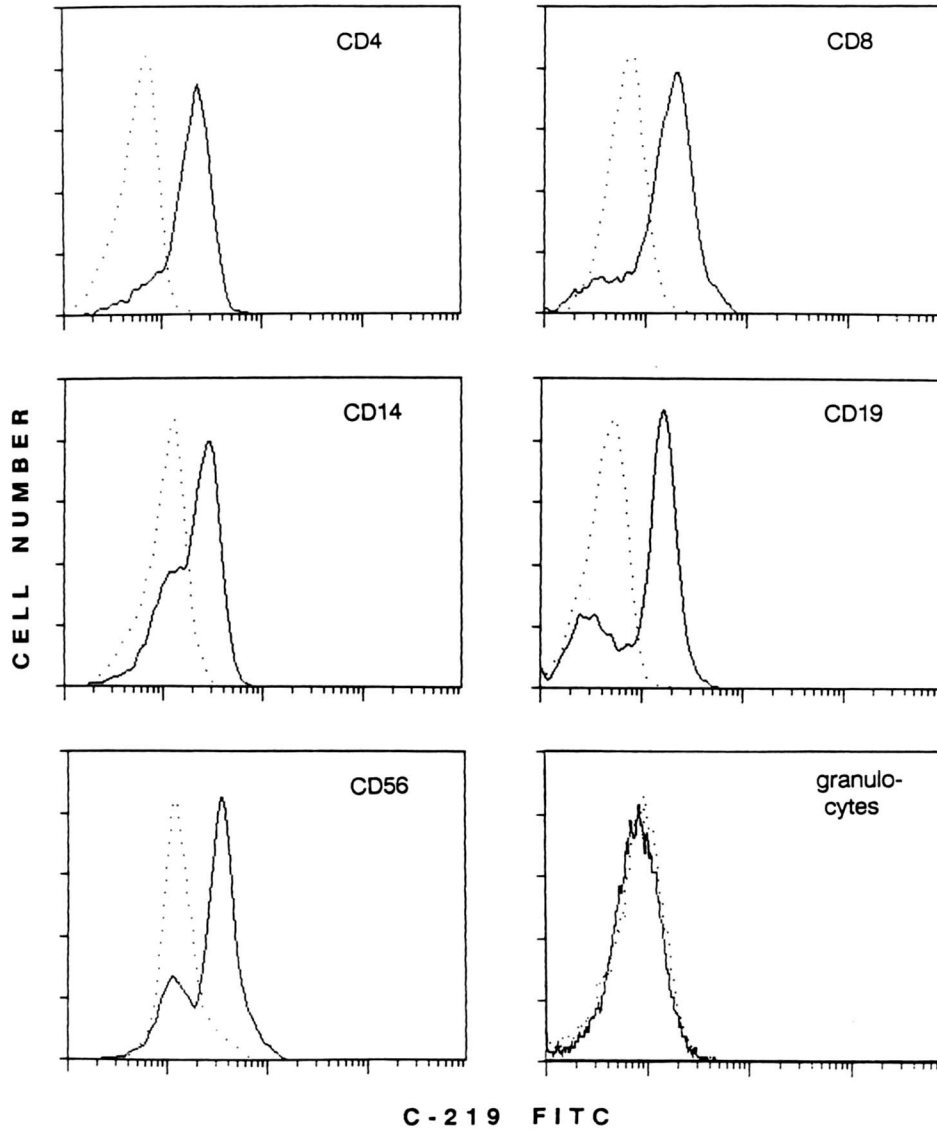 CD4
CD8
CD14
CD19
CD56
granulo-
cytes
CELL NUMBER
C-219 FITC